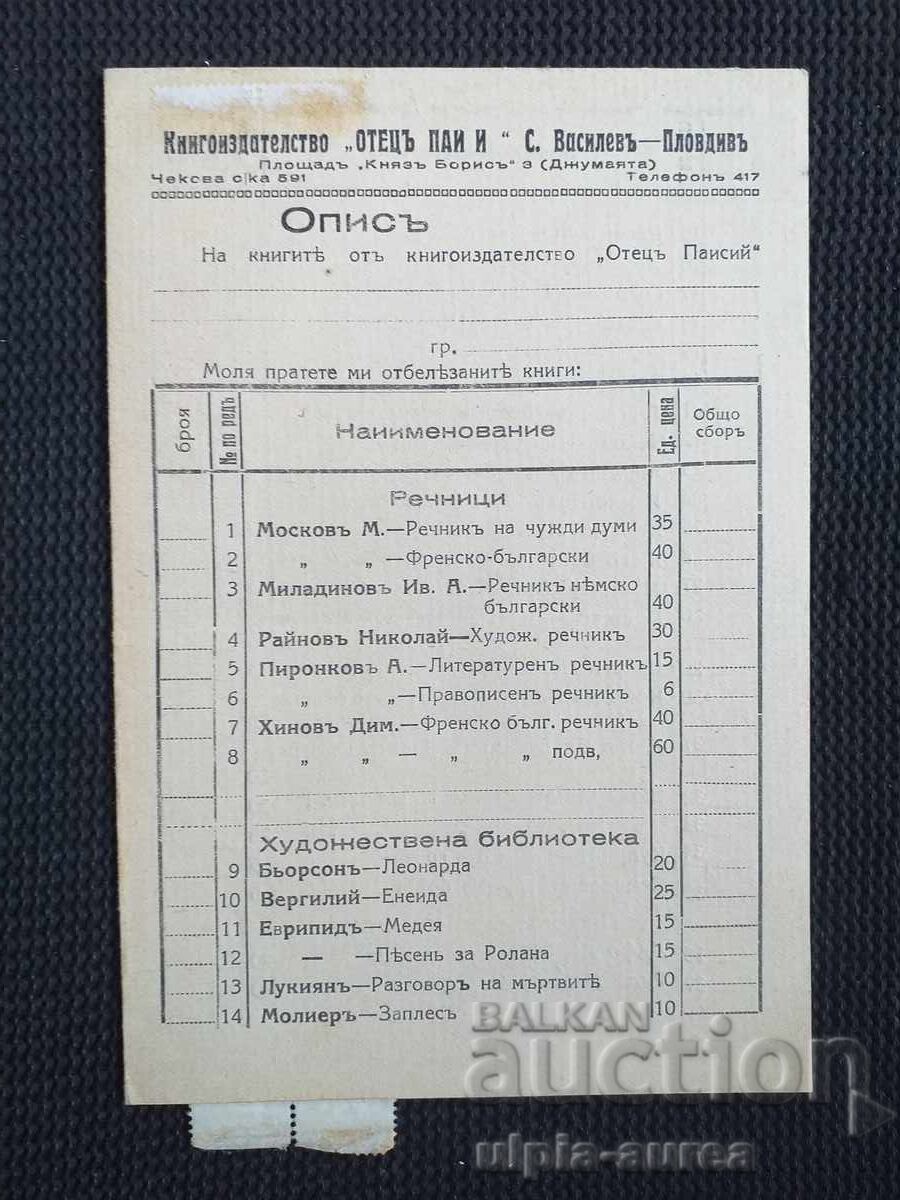 Книгоиздателство „ОТЕЦЪ ПАИ И “ С. Василевъ—Пловдивъ
Площадъ „Князъ Борисъ“ 3 (Джумаята)
Чекова с/ка 591 Телефонъ 417
Описъ
На книгитѣ отъ книгоиздателство „Отецъ Паисий“
гр.
Моля пратете ми отбелѣзанитѣ книги:
броя № по редъ Наименование Ед. цена Общо сборъ
Речници
1 Москов­ъ М.—Речникъ на чужди думи 35
2 „ „ —Френско-български 40
3 Миладиновъ Ив. А.—Речникъ нѣмско
български 40
4 Райновъ Николай—Худож. речникъ 30
5 Пиронковъ А.—Литературенъ речникъ 15
6 „ „—Правописенъ речникъ 6
7 Хиновъ Дим.—Френско бълг. речникъ 40
8 „ „ — „ „ подв, 60
Художествена библиотека
9 Бьорсонъ—Леонарда 20
10 Вергилий—Енеида 25
11 Еврипидъ—Медея 15
12 — —Пѣсень за Ролана 15
13 Лукиянъ—Разговоръ на мъртвитѣ 10
14 Молиеръ—Заплесъ 10
BALKAN
auction
ulpia-aurea